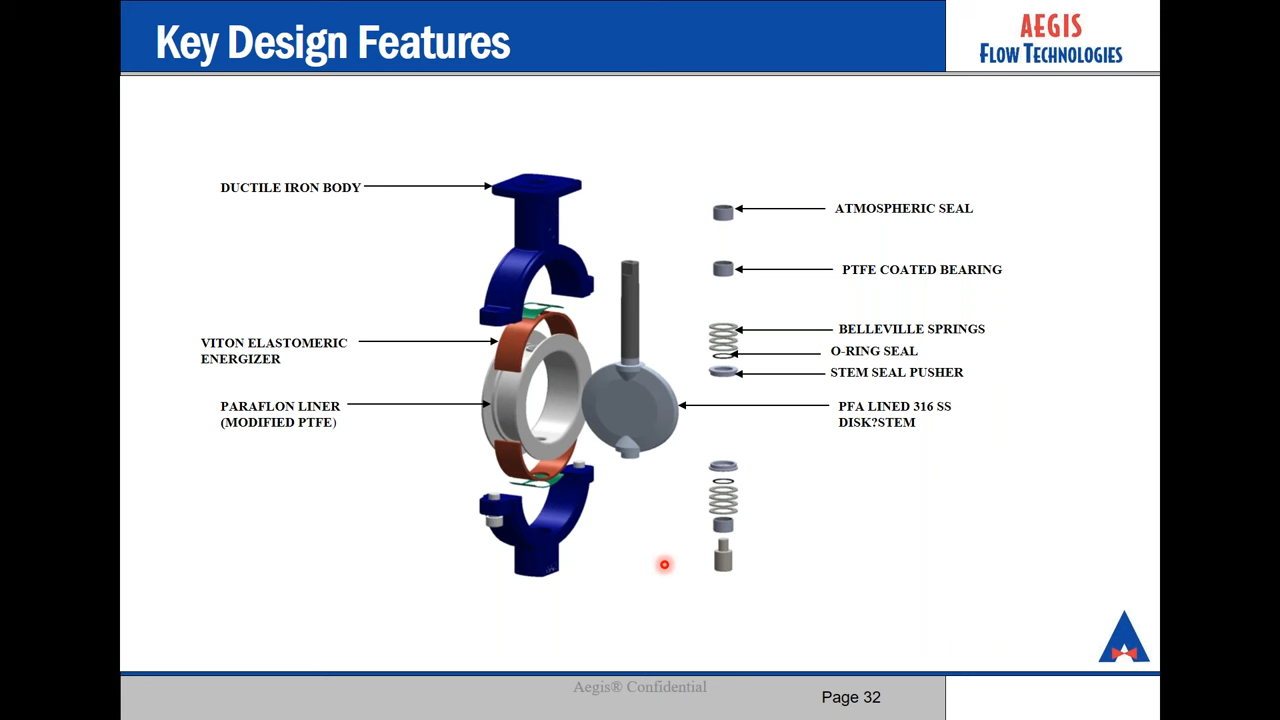 Key Design Features
AEGIS
FLOW TECHNOLOGIES
DUCTILE IRON BODY
VITON ELASTOMERIC
ENERGIZER
PARAFLON LINER
(MODIFIED PTFE)
ATMOSPHERIC SEAL
PTFE COATED BEARING
BELLEVILLE SPRINGS
O-RING SEAL
STEM SEAL PUSHER
PFA LINED 316 SS
DISK?STEM
Aegis® Confidential
Page 32